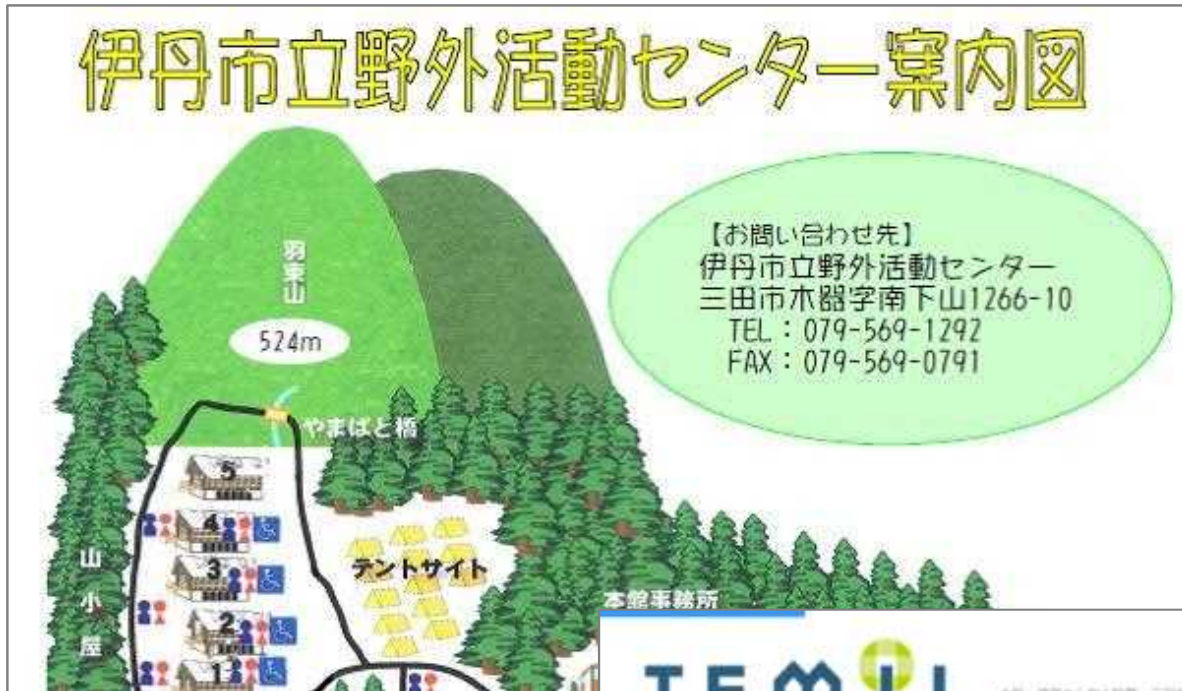 伊丹市立野外活動センター案内図
【お問い合わせ先】
伊丹市立野外活動センター
三田市木器字南下山1266-10
TEL：079-569-1292
FAX：079-569-0791
羽束山
524m
やまばと橋
5
4
3
2
1
山小屋
テントサイト
本館事務所